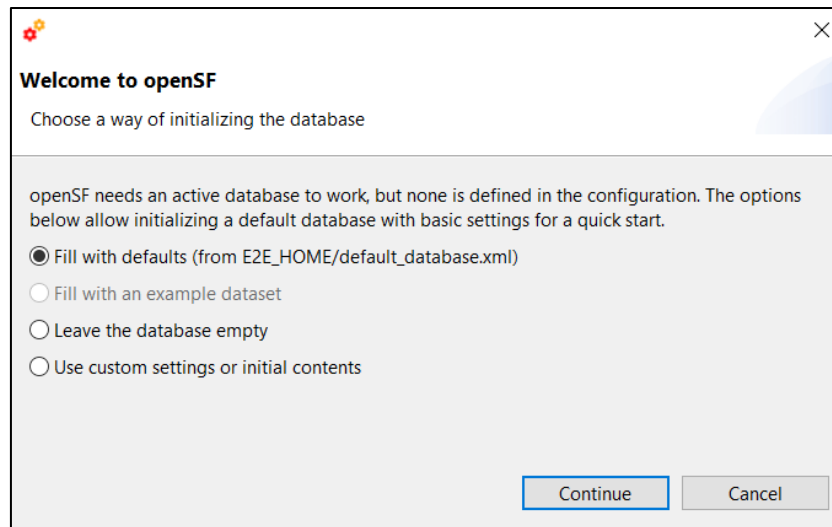 Welcome to openSF
Choose a way of initializing the database
openSF needs an active database to work, but none is defined in the configuration. The options
below allow initializing a default database with basic settings for a quick start.
Fill with defaults (from E2E_HOME/default_database.xml)
Fill with an example dataset
Leave the database empty
Use custom settings or initial contents
Continue Cancel